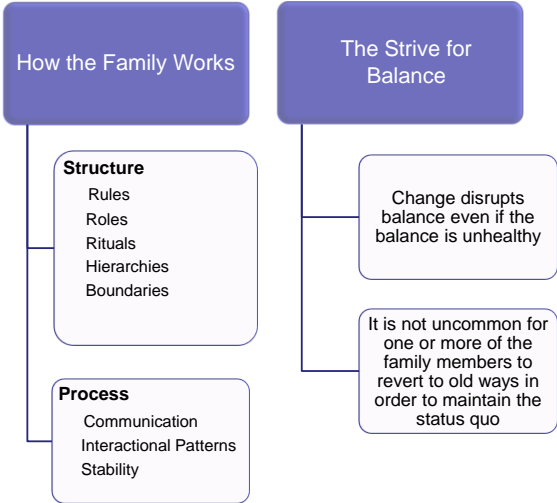 How the Family Works
Structure
Rules
Roles
Rituals
Hierarchies
Boundaries
Process
Communication
Interactional Patterns
Stability
The Strive for
Balance
Change disrupts
balance even if the
balance is unhealthy
It is not uncommon for
one or more of the
family members to
revert to old ways in
order to maintain the
status quo